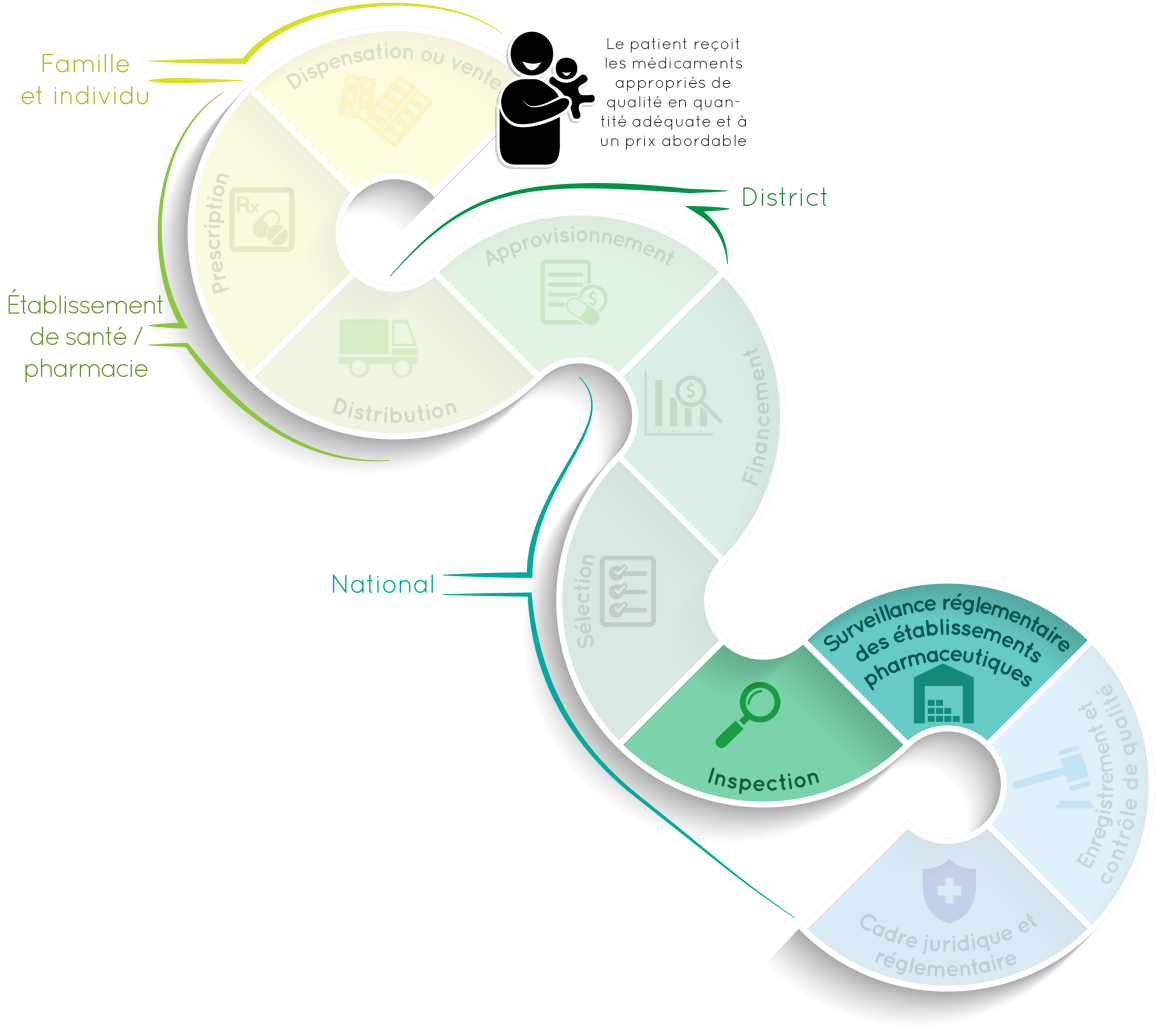 Famille
et individu
Dispensation ou vente
Le patient reçoit
les médicaments
appropriés de
qualité en quan-
tité adéquate et à
un prix abordable
Prescription
Rx
District
Approvisionnement
$
Établissement
de santé /
pharmacie
Distribution
$
Financement
National
Sélection
Surveillance réglementaire
des établissements
pharmaceutiques
Inspection
Enregistrement et
contrôle de qualité
Cadre juridique et
réglementaire